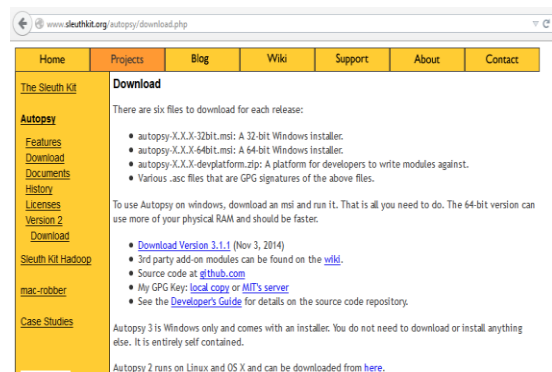 www.sleuthkit.org/autopsy/download.php
Home Projects Blog Wiki Support About Contact
The Sleuth Kit
Autopsy
Features
Download
Documents
History
Licenses
Version 2
Download
Sleuth Kit Hadoop
mac-robber
Case Studies
Download
There are six files to download for each release:
autopsy-X.X.X-32bit.msi: A 32-bit Windows installer.
autopsy-X.X.X-64bit.msi: A 64-bit Windows installer.
autopsy-X.X.X-devplatform.zip: A platform for developers to write modules against.
Various .asc files that are GPG signatures of the above files.
To use Autopsy on windows, download an msi and run it. That is all you need to do. The 64-bit version can
use more of your physical RAM and should be faster.
Download Version 3.1.1 (Nov 3, 2014)
3rd party add-on modules can be found on the wiki.
Source code at github.com
My GPG Key: local copy or MIT's server
See the Developer's Guide for details on the source code repository.
Autopsy 3 is Windows only and comes with an installer. You do not need to download or install anything
else. It is entirely self contained.
Autopsy 2 runs on Linux and OS X and can be downloaded from here.